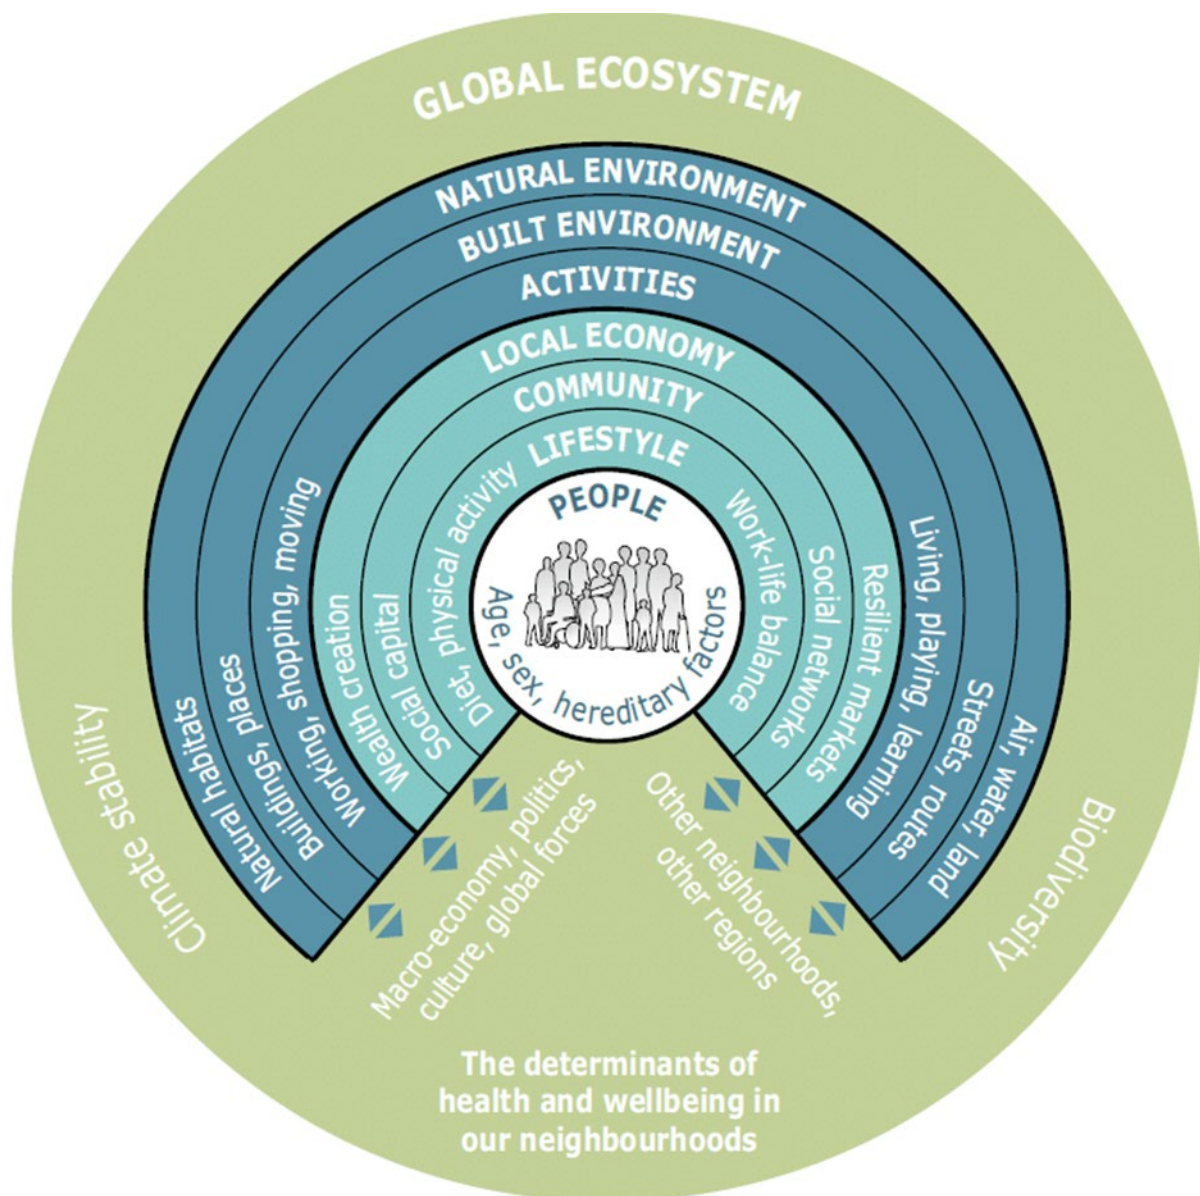 GLOBAL ECOSYSTEM
NATURAL ENVIRONMENT
BUILT ENVIRONMENT
ACTIVITIES
LOCAL ECONOMY
COMMUNITY
LIFESTYLE
PEOPLE
Age, sex, hereditary factors
Diet, physical activity
Work-life balance
Social capital
Social networks
Wealth creation
Resilient markets
Working, shopping, moving
Living, playing, learning
Buildings, places
Streets, routes
Natural habitats
Air, water, land
Climate stability
Biodiversity
Macro-economy, politics,
culture, global forces
Other neighbourhoods,
other regions
The determinants of
health and wellbeing in
our neighbourhoods